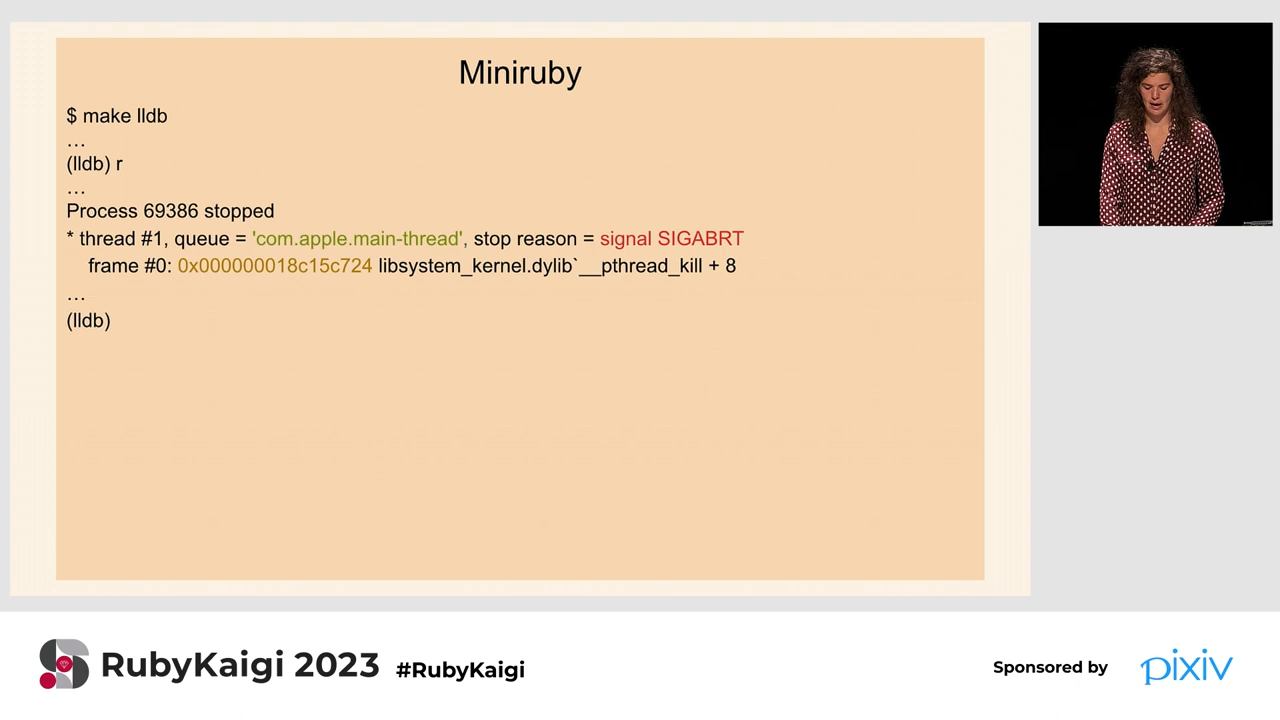 Miniruby
$ make lldb
…
(lldb) r
…
Process 69386 stopped
* thread #1, queue = 'com.apple.main-thread', stop reason = signal SIGABRT
frame #0: 0x000000018c15c724 libsystem_kernel.dylib`__pthread_kill + 8
…
(lldb)
RubyKaigi 2023 #RubyKaigi
Sponsored by pixiv